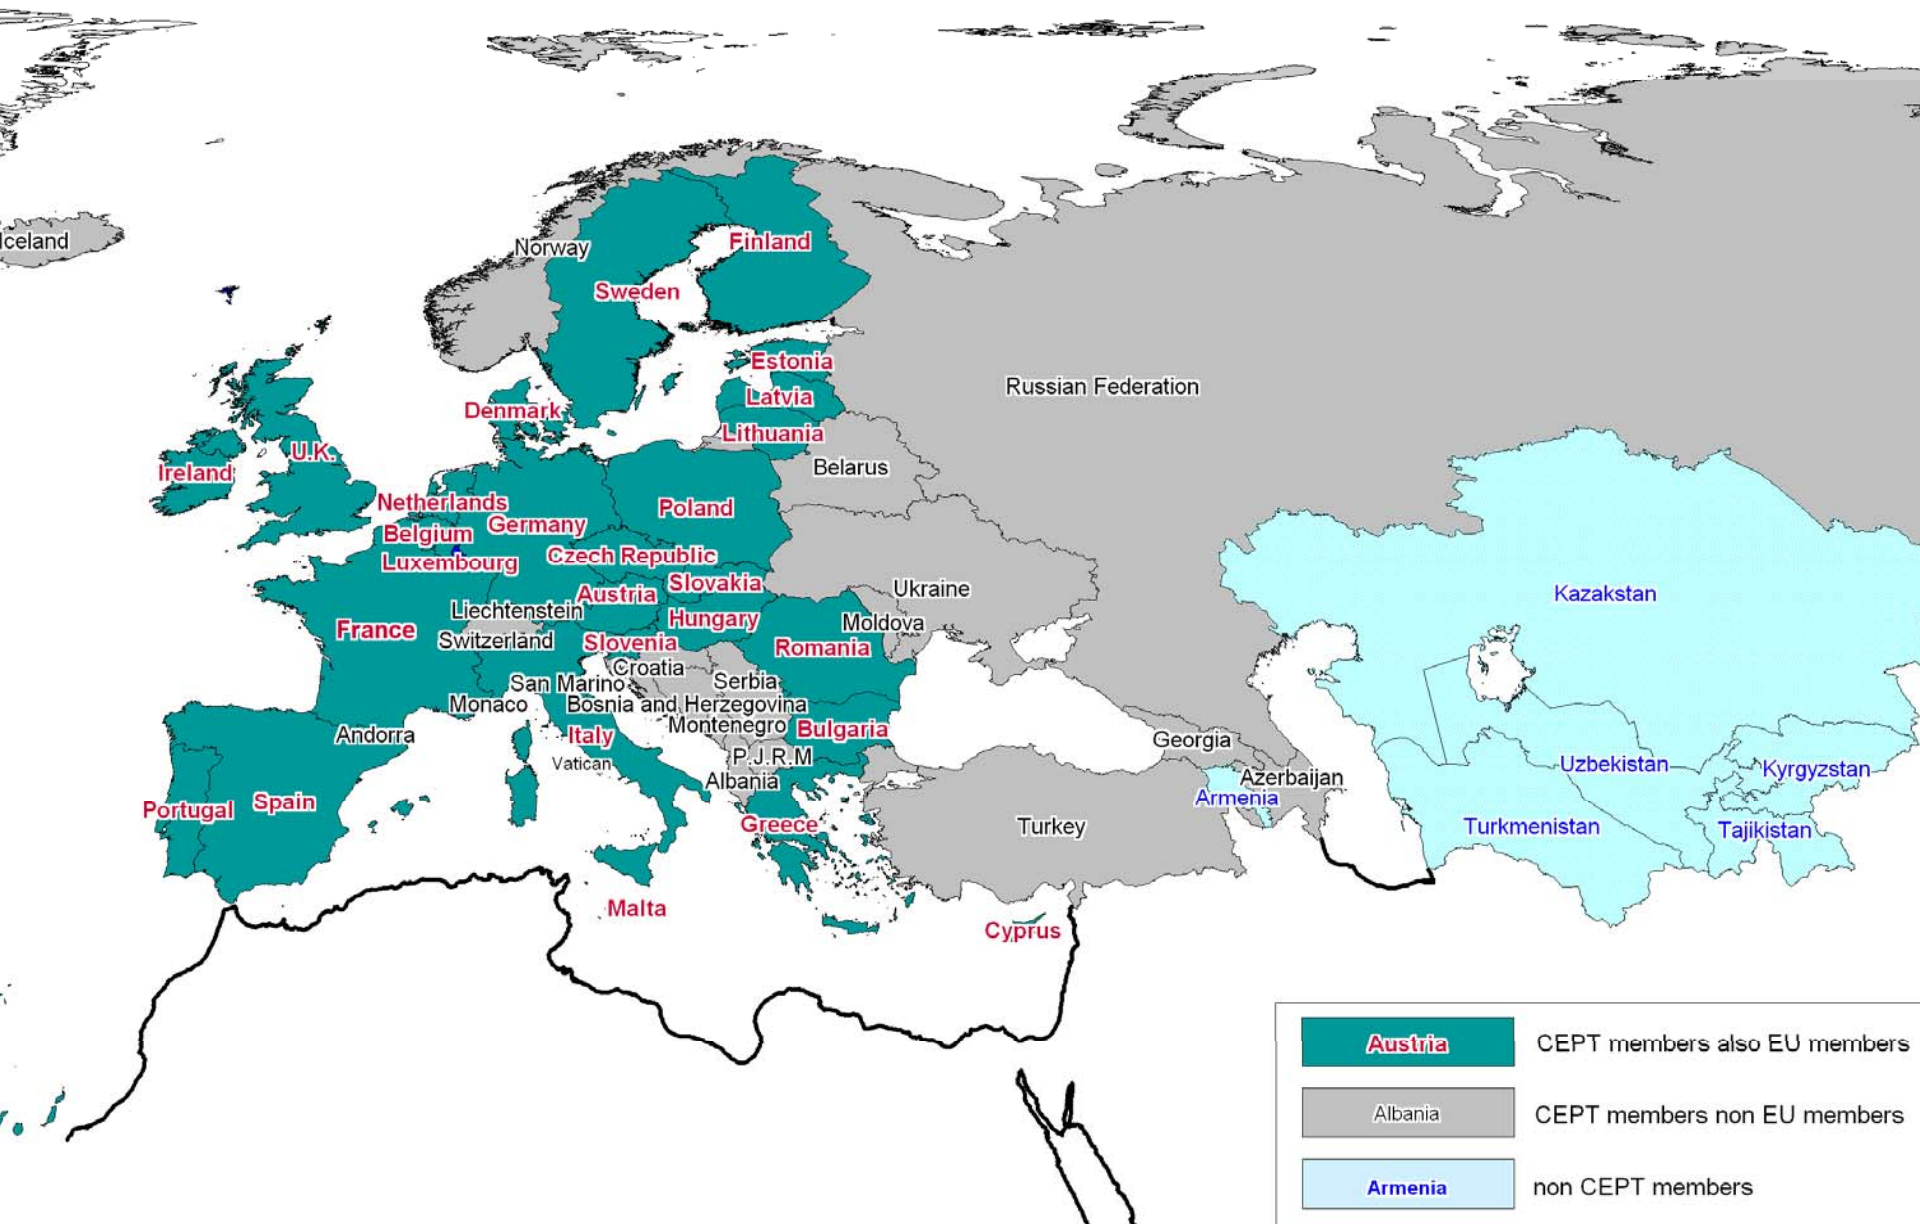 Iceland
Norway
Finland
Sweden
Estonia
Russian Federation
Latvia
Denmark
Lithuania
U.K.
Belarus
Ireland
Netherlands
Poland
Germany
Belgium
Czech Republic
Luxembourg
Slovakia
Ukraine
Austria
Kazakstan
Liechtenstein
Hungary
Moldova
France
Switzerland
Slovenia
Romania
Croatia
San Marino
Serbia
Monaco
Bosnia and Herzegovina
Montenegro
Bulgaria
Andorra
Italy
Georgia
P.J.R.M
Vatican
Uzbekistan
Kyrgyzstan
Albania
Azerbaijan
Armenia
Portugal
Spain
Greece
Turkey
Turkmenistan
Tajikistan
Malta
Cyprus
Austria CEPT members also EU members
Albania CEPT members non EU members
Armenia non CEPT members